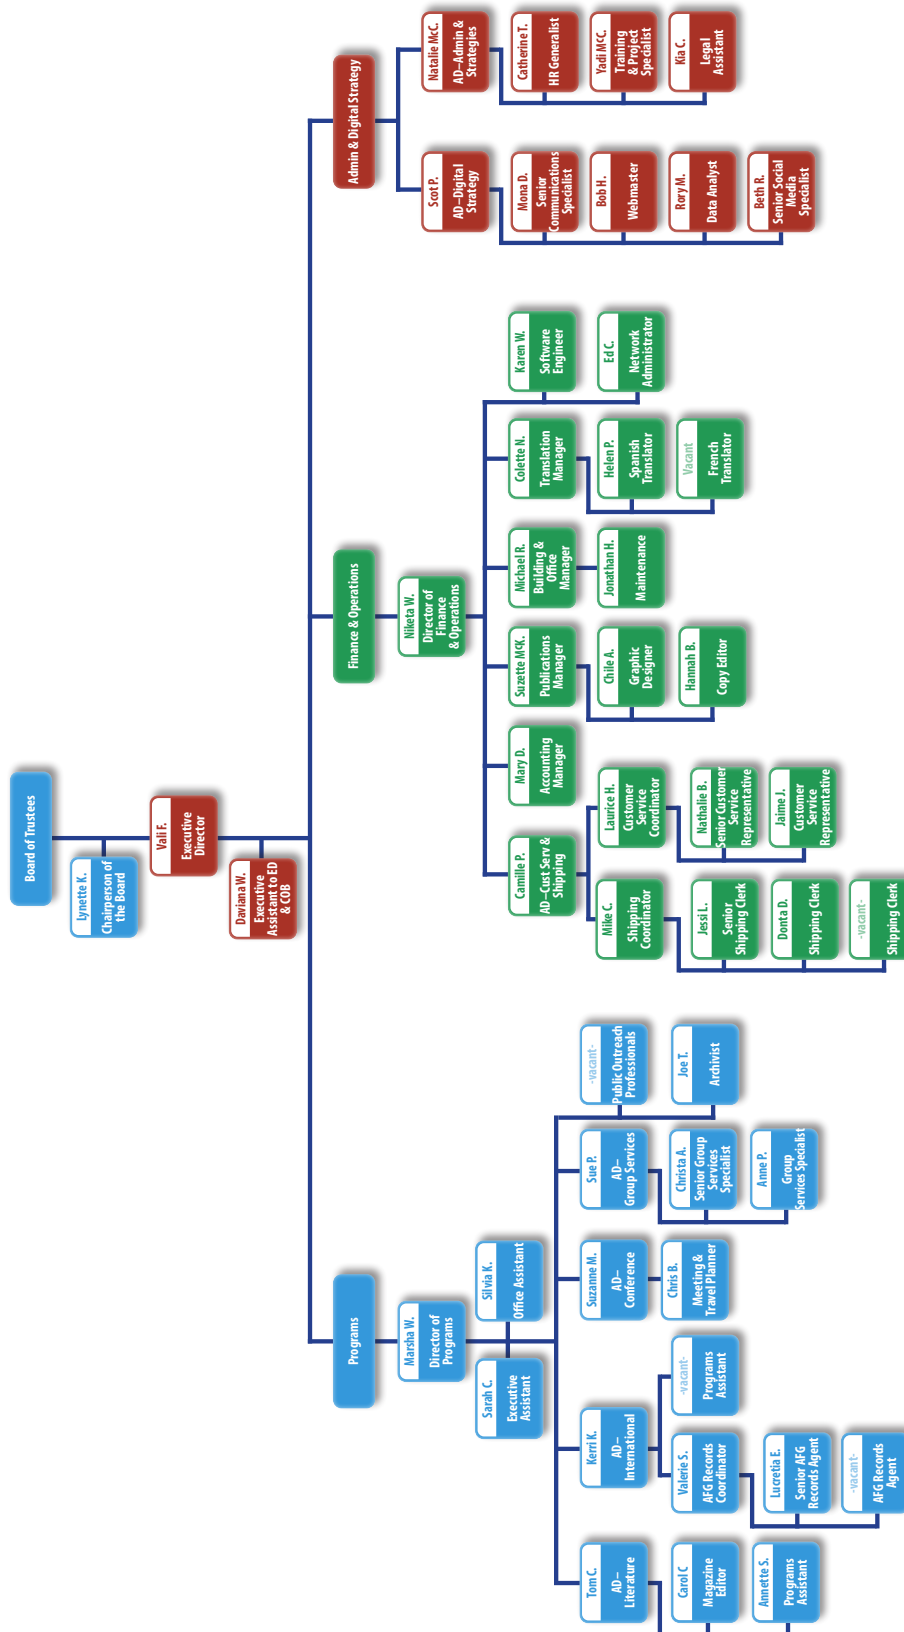 Board of Trustees
Lynette K.
Chairperson of
the Board
Vali F.
Executive
Director
Daviana W.
Executive
Assistant to ED
& COB
Programs
Marsha W.
Director of
Programs
Sarah C.
Executive
Assistant
Silvia K.
Office Assistant
Tom C.
AD–
Literature
Carol C
Magazine
Editor
Annette S.
Programs
Assistant
Kerri K.
AD–
International
Valerie S.
AFG Records
Coordinator
Lucretia E.
Senior AFG
Records Agent
-vacant-
AFG Records
Agent
-vacant-
Programs
Assistant
Suzanne M.
AD–
Conference
Chris B.
Meeting &
Travel Planner
Sue P.
AD–
Group Services
Christa A.
Senior Group
Services
Specialist
Anne P.
Group
Services Specialist
-vacant-
Public Outreach
Professionals
Joe T.
Archivist
Finance & Operations
Niketa W.
Director of
Finance
& Operations
Camille P.
AD–Cust Serv &
Shipping
Mike C.
Shipping
Coordinator
Jessi L.
Senior
Shipping Clerk
Donta D.
Shipping Clerk
-vacant-
Shipping Clerk
Laurice H.
Customer
Service
Coordinator
Nathalie B.
Senior Customer
Service
Representative
Jaime J.
Customer
Service
Representative
Mary D.
Accounting
Manager
Suzette McK.
Publications
Manager
Chile A.
Graphic
Designer
Hannah B.
Copy Editor
Michael R.
Building &
Office
Manager
Jonathan H.
Maintenance
Colette N.
Translation
Manager
Helen P.
Spanish
Translator
Vacant
French
Translator
Karen W.
Software
Engineer
Ed C.
Network
Administrator
Admin & Digital Strategy
Scot P.
AD–Digital
Strategy
Mona D.
Senior
Communications
Specialist
Bob H.
Webmaster
Rory M.
Data Analyst
Beth R.
Senior Social
Media
Specialist
Natalie McC.
AD–Admin &
Strategies
Catherine T.
HR Generalist
Yadi McC.
Training
& Project
Specialist
Kia C.
Legal
Assistant